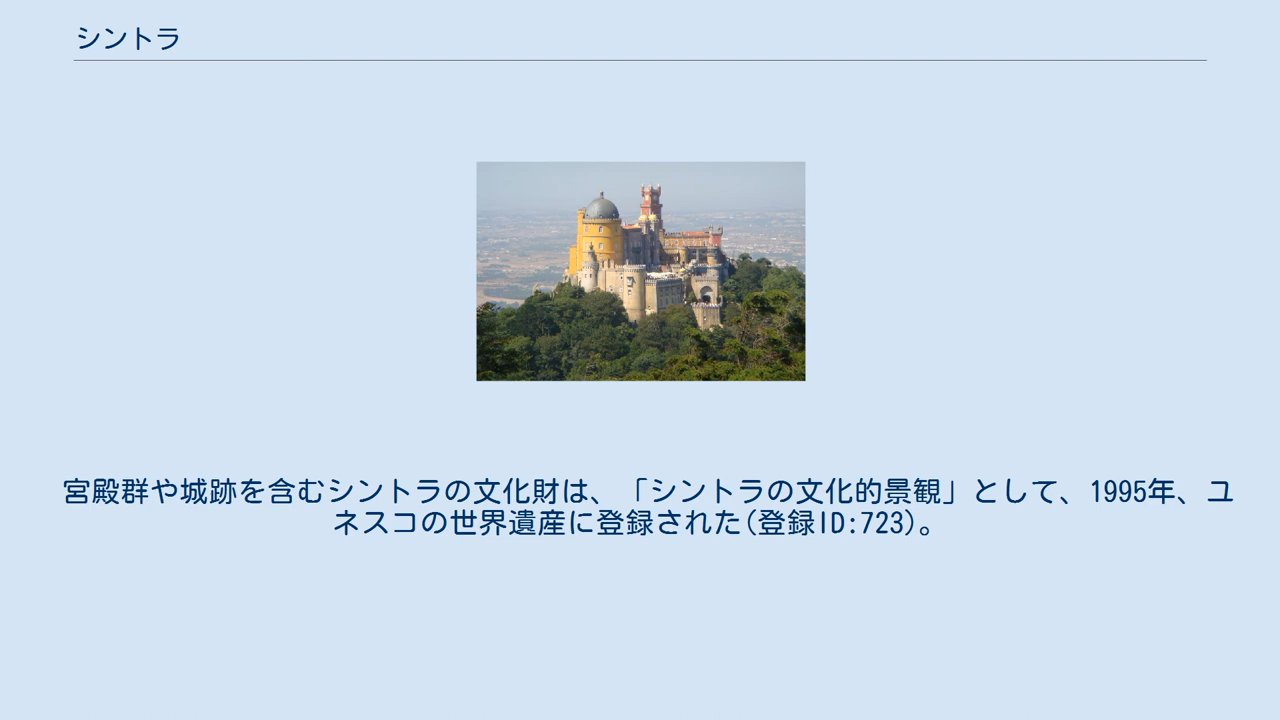 シントラ
宮殿群や城跡を含むシントラの文化財は、「シントラの文化的景観」として、1995年、ユ
ネスコの世界遺産に登録された(登録ID:723)。